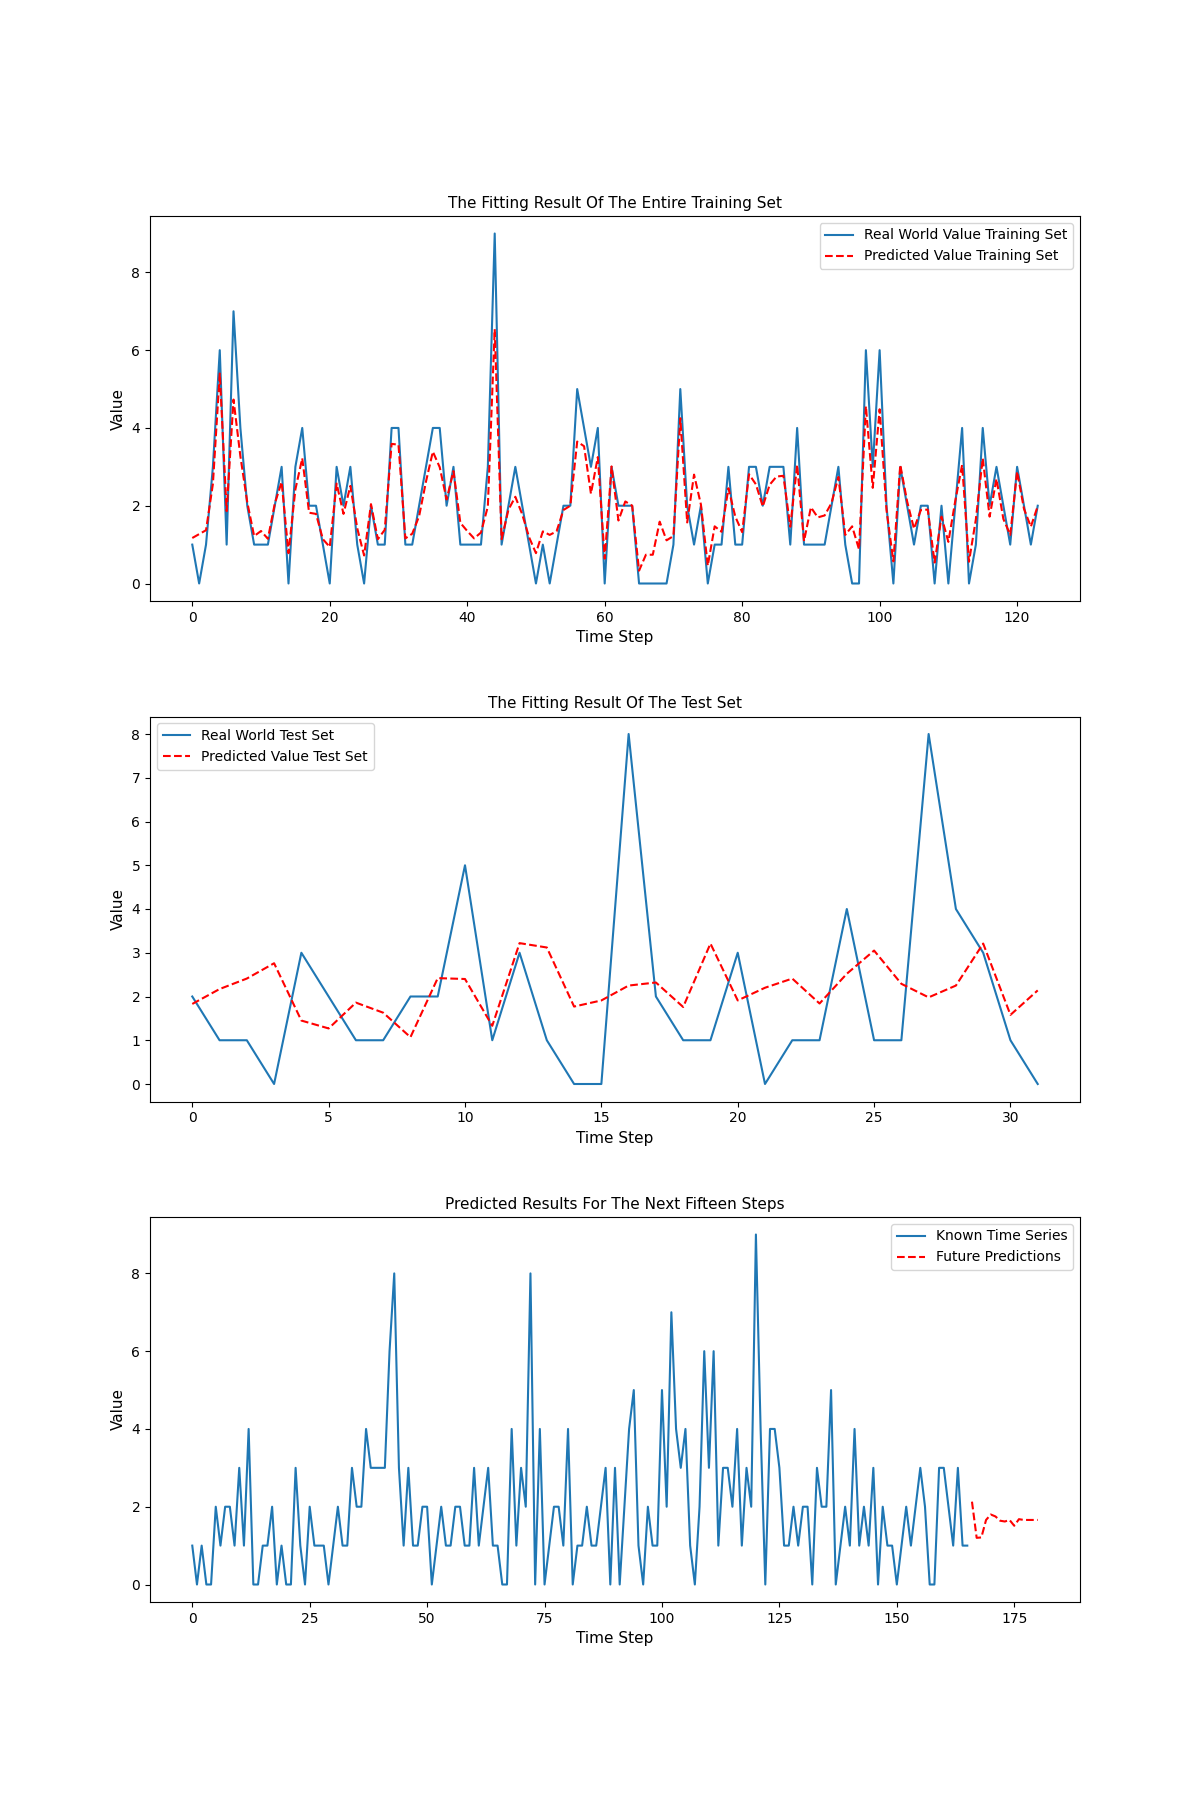 The Fitting Result Of The Entire Training Set
Real World Value Training Set
Predicted Value Training Set
8
6
4
2
0
Value
0 20 40 60 80 100 120
Time Step
The Fitting Result Of The Test Set
Real World Test Set
Predicted Value Test Set
8
7
6
5
4
3
2
1
0
Value
0 5 10 15 20 25 30
Time Step
Predicted Results For The Next Fifteen Steps
Known Time Series
Future Predictions
8
6
4
2
0
Value
0 25 50 75 100 125 150 175
Time Step